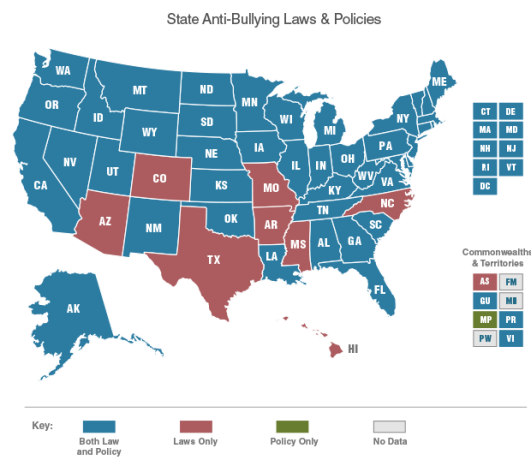 State Anti-Bullying Laws & Policies
WA
OR
ID
MT
ND
MN
SD
WY
WI
MI
NY
ME
NV
UT
CO
NE
IA
IL
IN
OH
PA
WV
VA
CA
KS
MO
KY
NC
TN
AZ
NM
OK
AR
SC
TX
LA
MS
AL
GA
FL
AK
HI
CT DE
MA MD
NH NJ
RI VT
DC
Commonwealths
& Territories
AS FM
GU MH
MP PR
PW VI
Key:
Both Law
and Policy
Laws Only
Policy Only
No Data